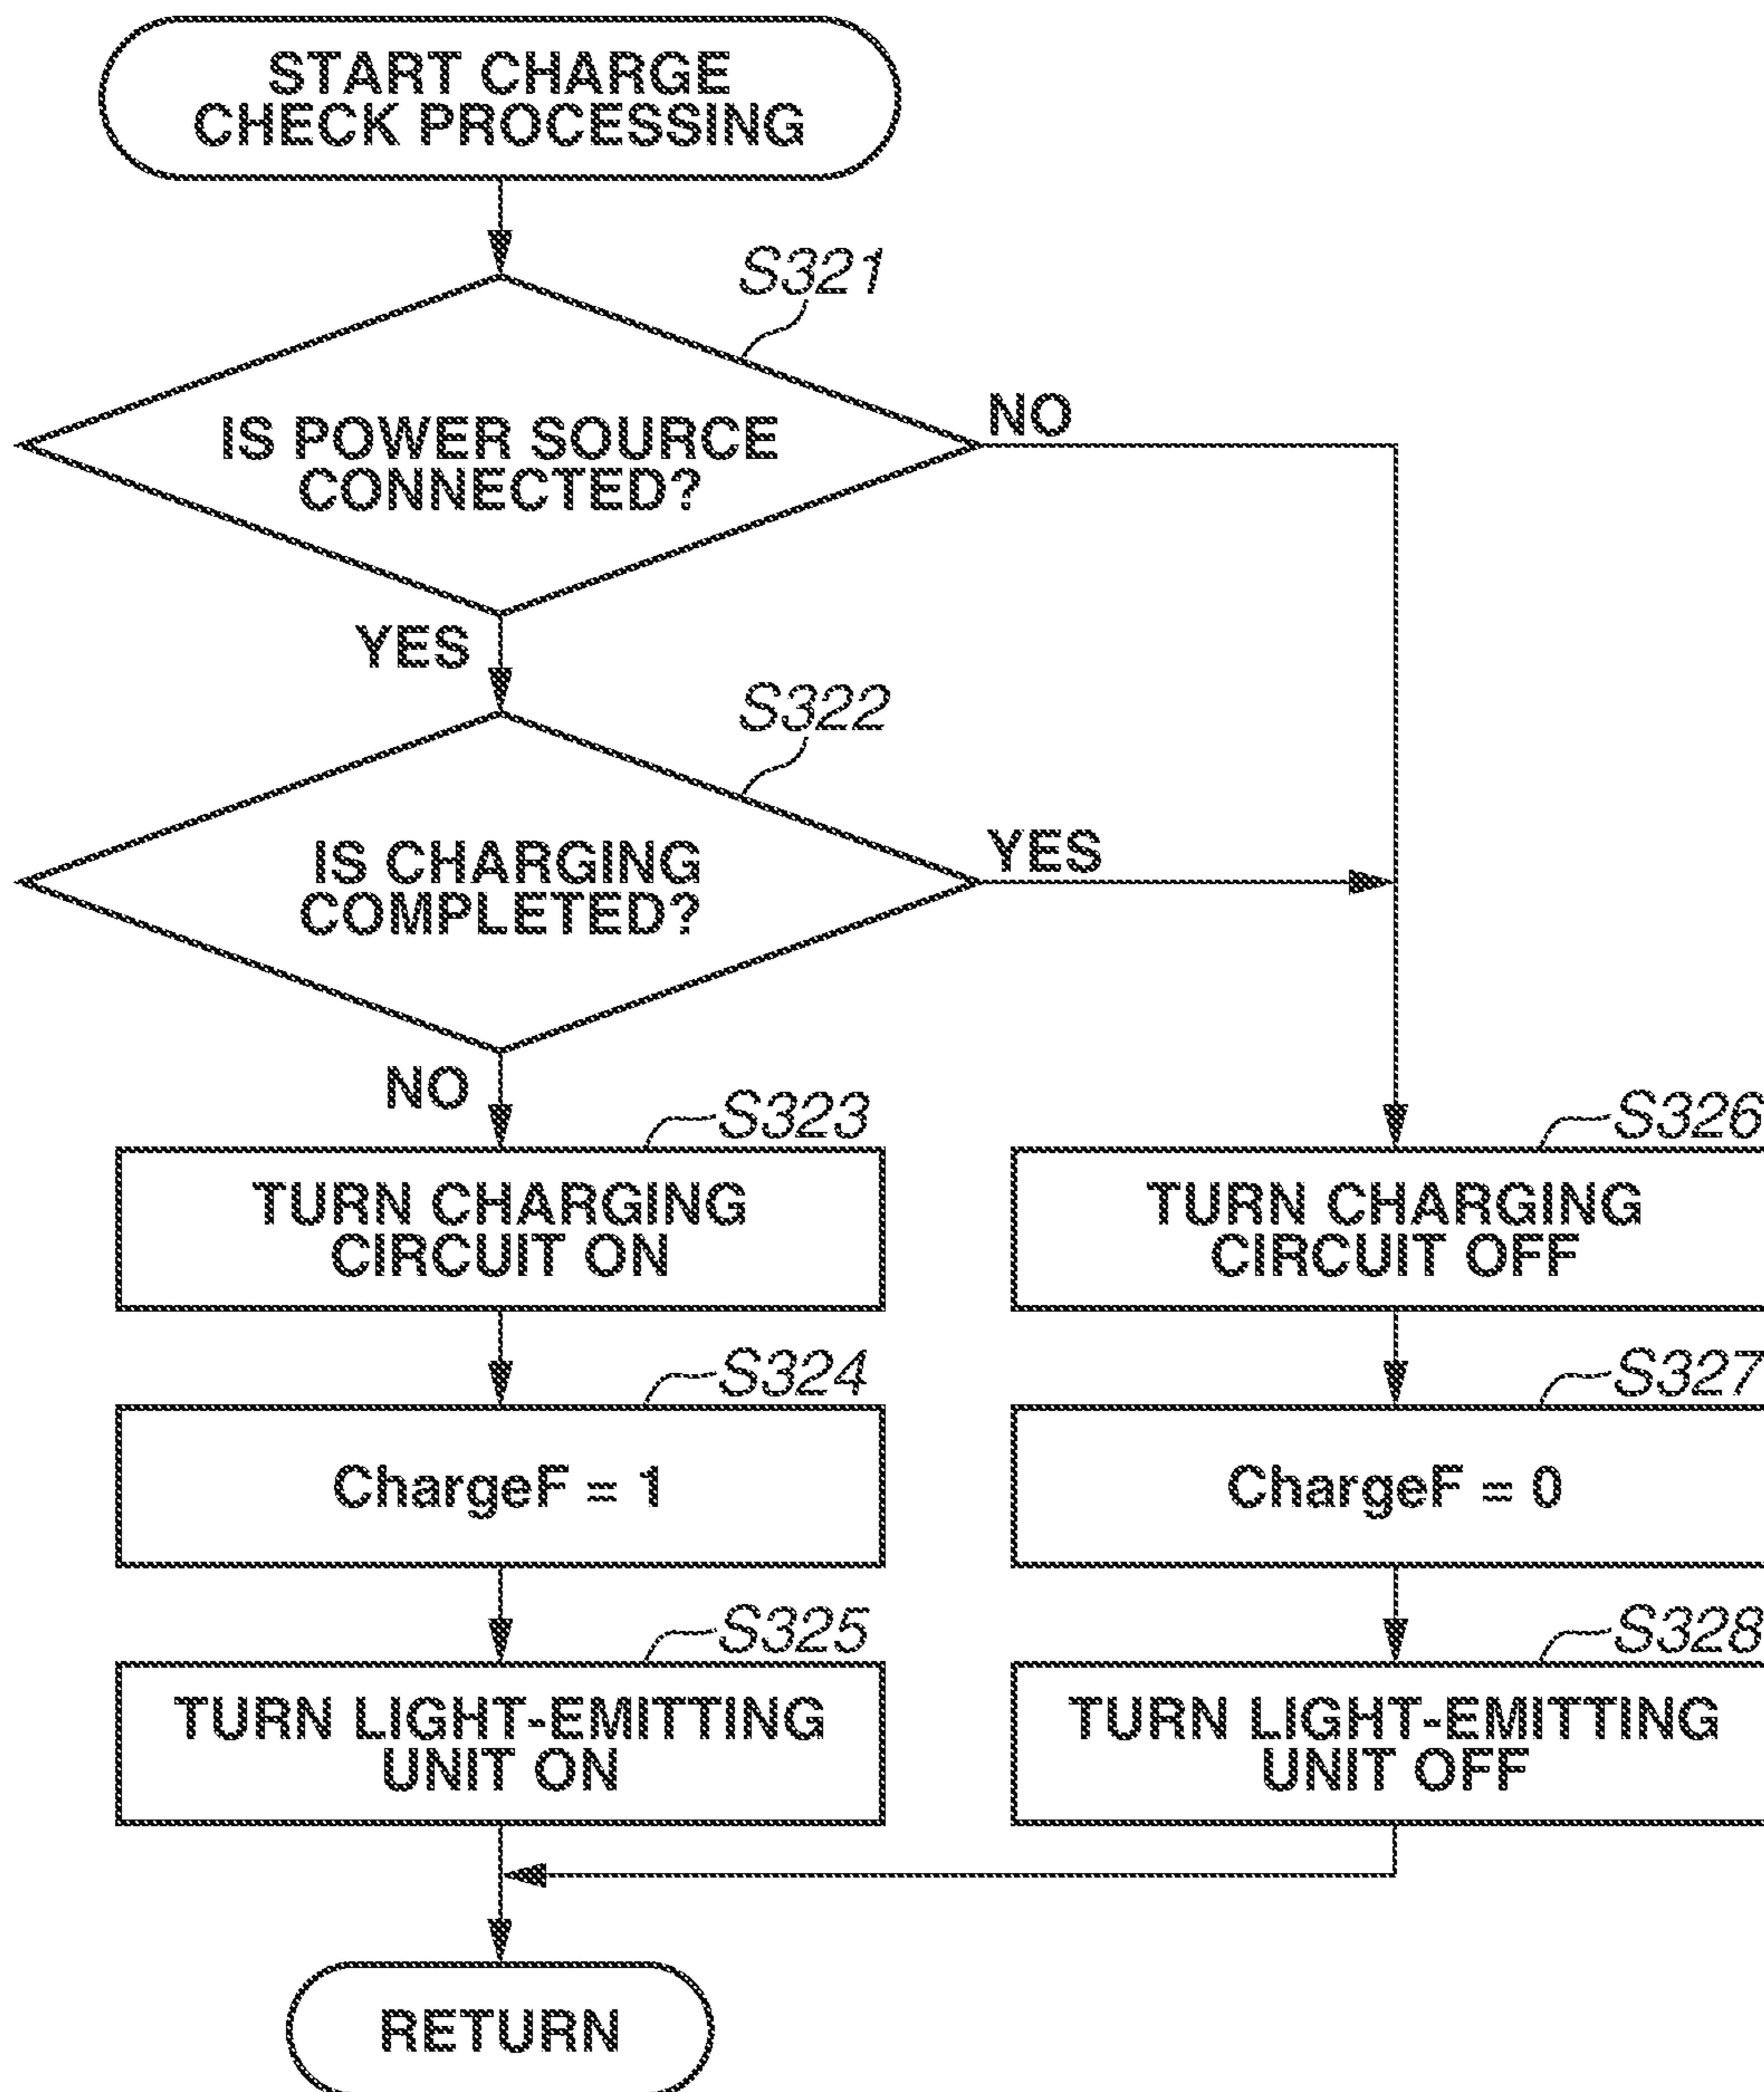 START CHARGE
CHECK PROCESSING
S321
IS POWER SOURCE
CONNECTED?
NO
YES
S322
IS CHARGING
COMPLETED?
YES
NO
S323
TURN CHARGING
CIRCUIT ON
S326
TURN CHARGING
CIRCUIT OFF
S324
ChargeF = 1
S327
ChargeF = 0
S325
TURN LIGHT-EMITTING
UNIT ON
S328
TURN LIGHT-EMITTING
UNIT OFF
RETURN